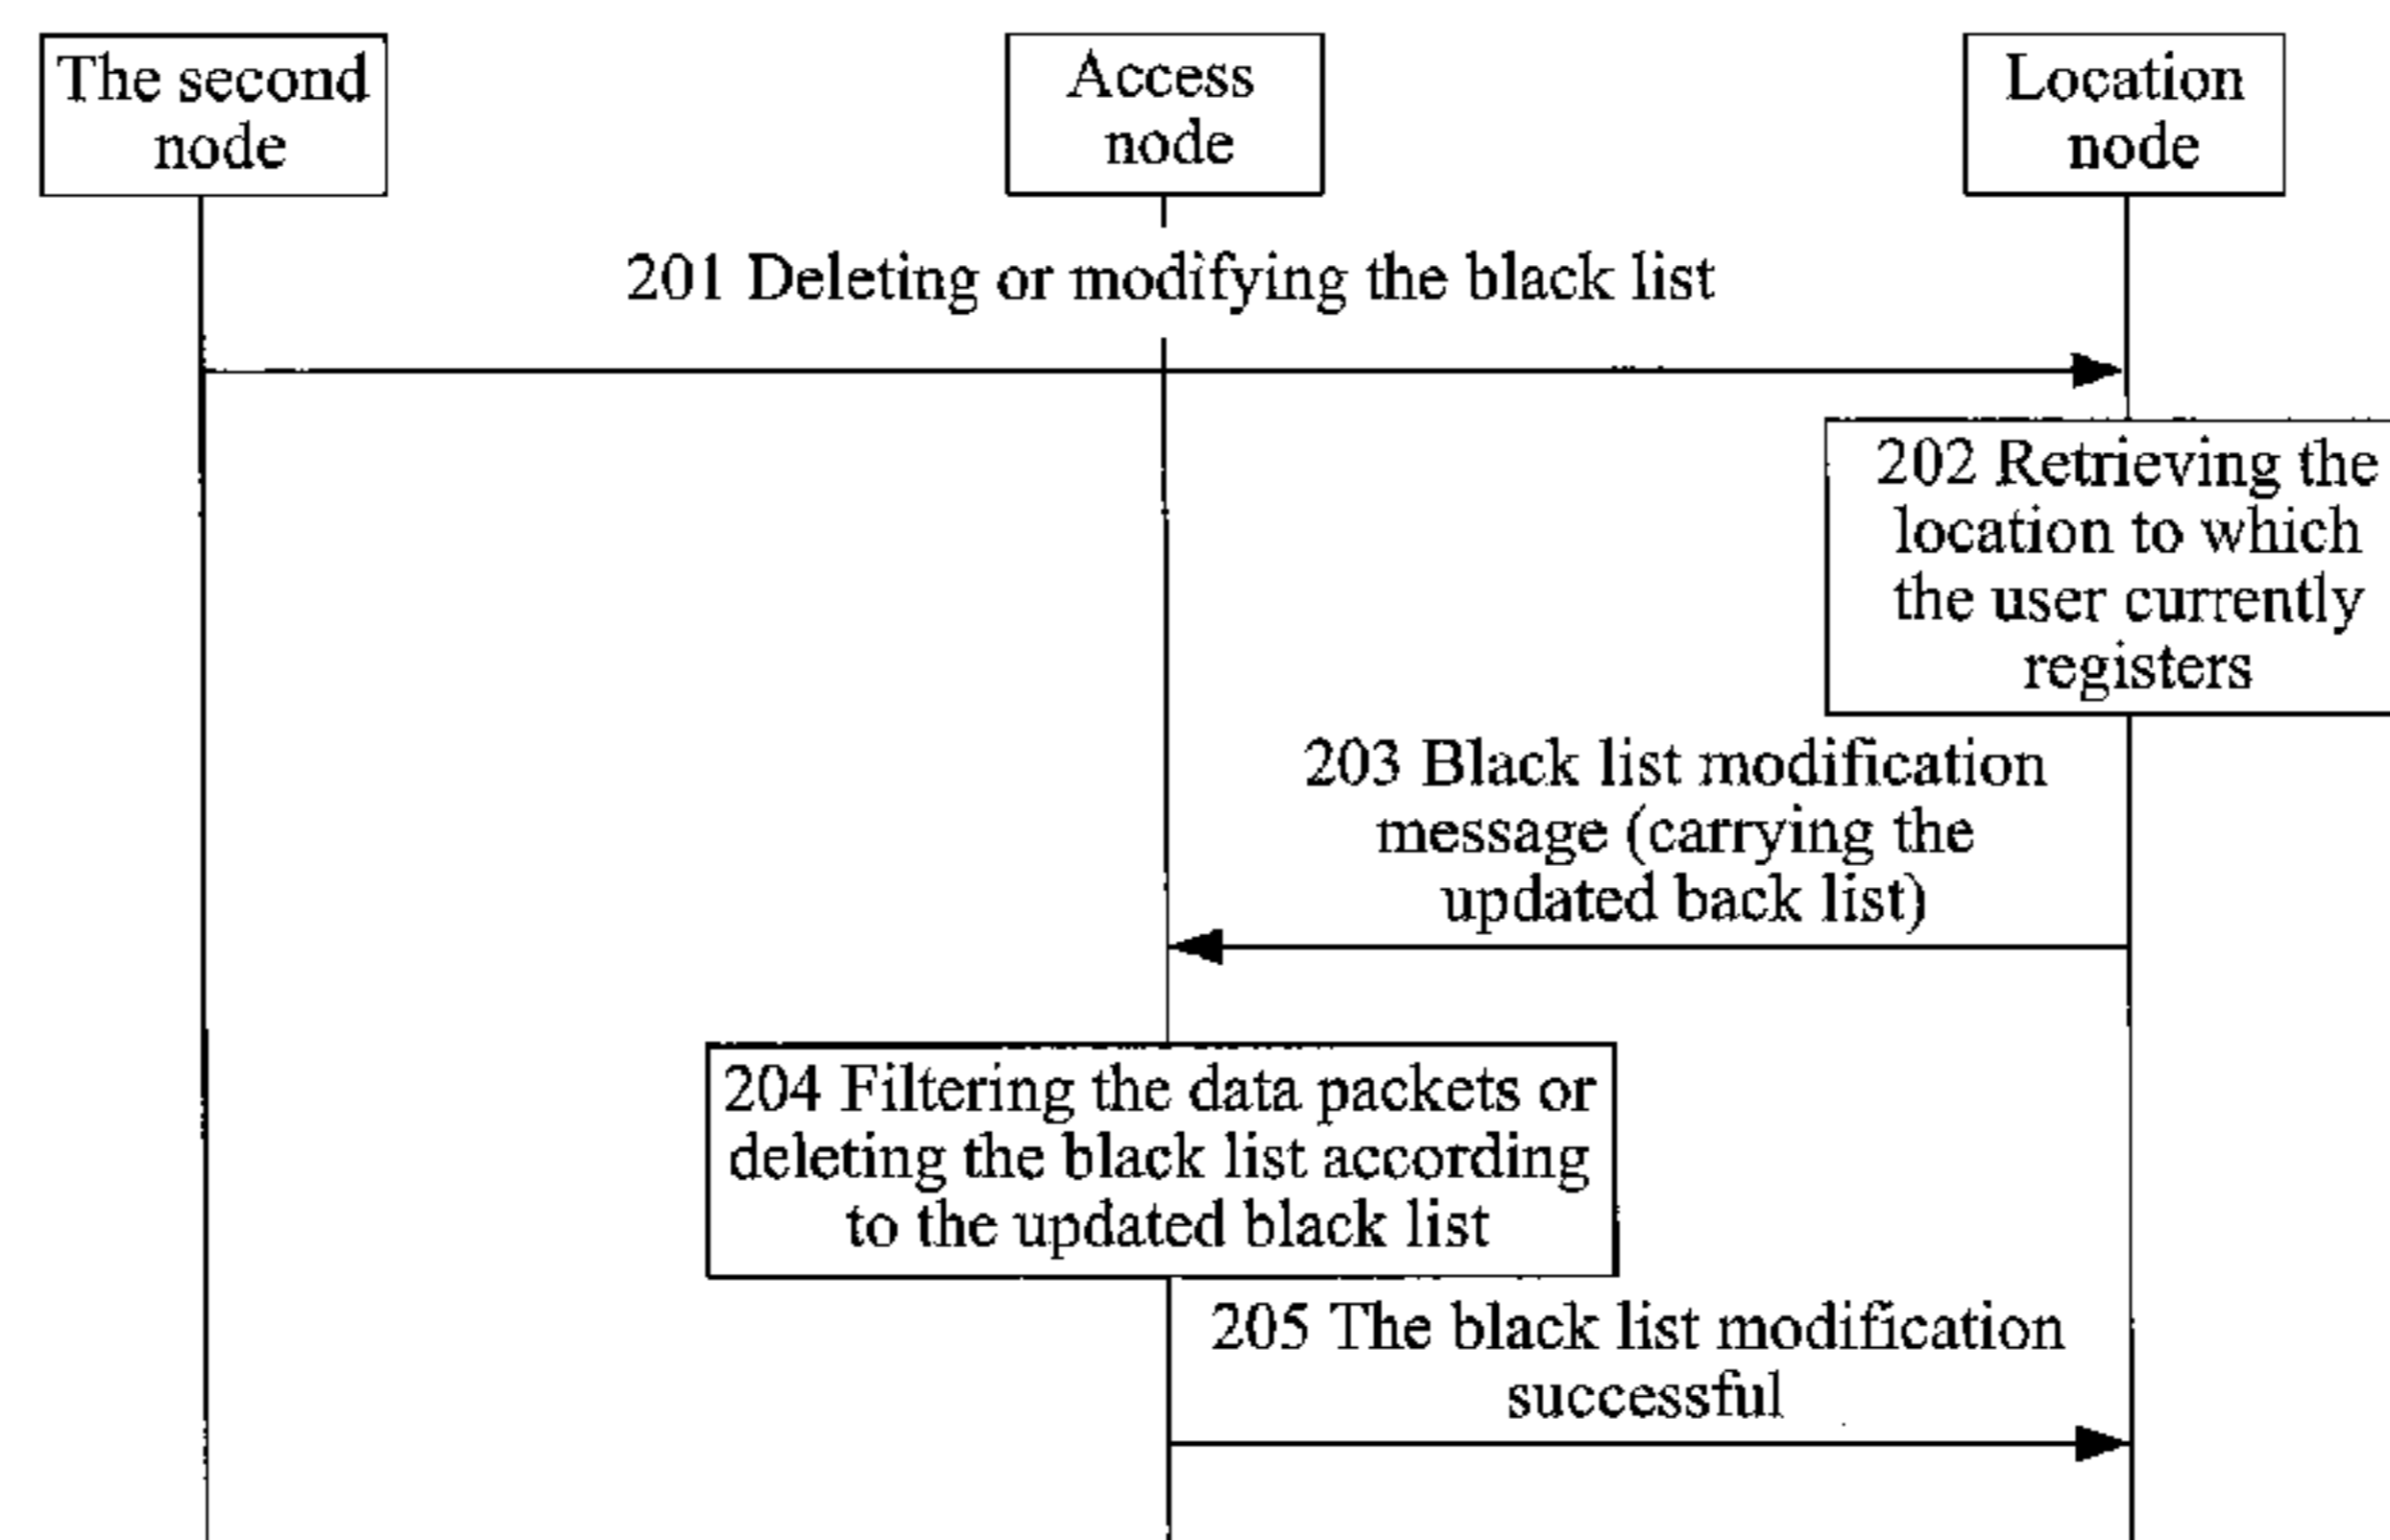 The second
node
Access
node
Location
node
201 Deleting or modifying the black list
202 Retrieving the
location to which
the user currently
registers
203 Black list modification
message (carrying the
updated back list)
204 Filtering the data packets or
deleting the black list according
to the updated black list
205 The black list modification
successful